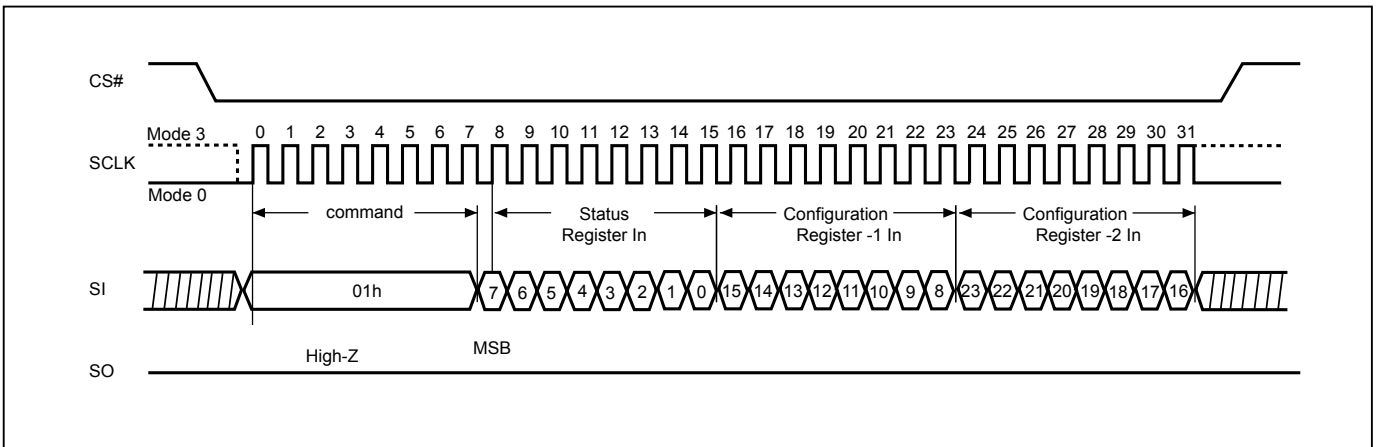 CS#
Mode 3
0 1 2 3 4 5 6 7 8 9 10 11 12 13 14 15 16 17 18 19 20 21 22 23 24 25 26 27 28 29 30 31
SCLK
Mode 0
command Status Configuration Configuration
Register In Register -1 In Register -2 In
SI 01h 7 6 5 4 3 2 1 0 15 14 13 12 11 10 9 8 23 22 21 20 19 18 17 16
High-Z MSB
SO